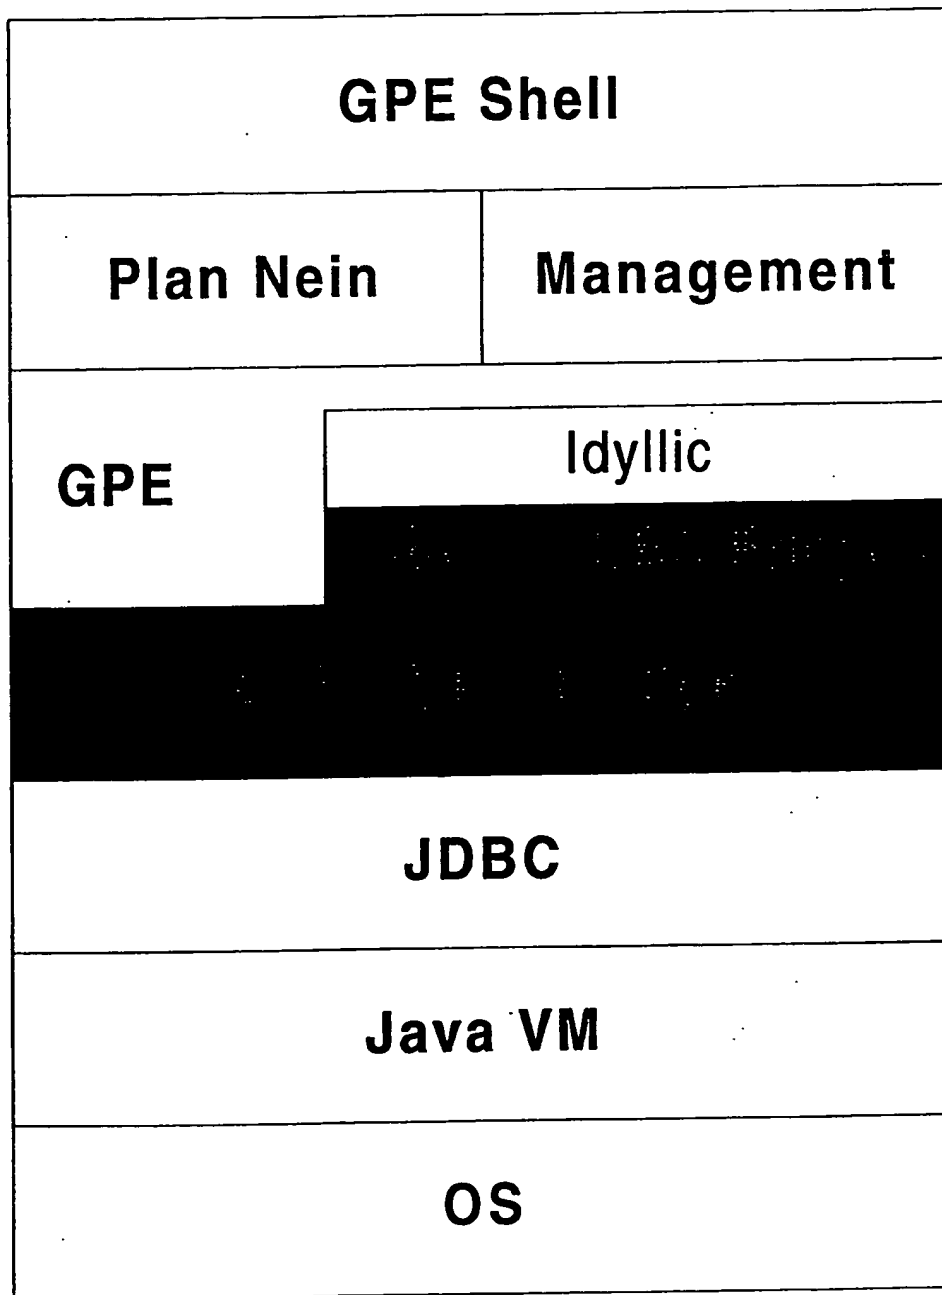 GPE Shell
Plan Nein
Management
GPE
Idyllic
JDBC
Java VM
OS